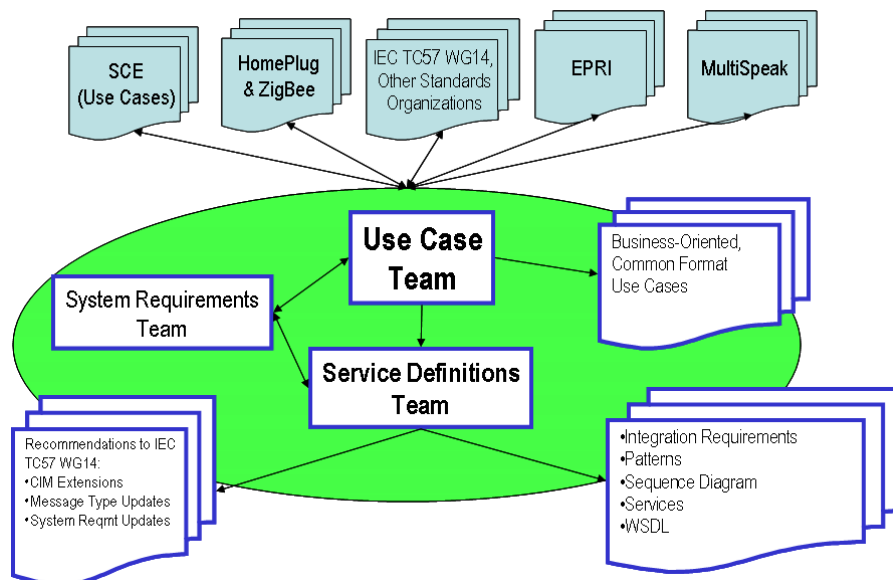 SCE
(Use Cases)
HomePlug
& ZigBee
IEC TC57 WG14,
Other Standards
Organizations
EPRI
MultiSpeak
Use Case
Team
Business-Oriented,
Common Format
Use Cases
System Requirements
Team
Service Definitions
Team
Recommendations to IEC
TC57 WG14:
•CIM Extensions
•Message Type Updates
•System Reqmt Updates
•Integration Requirements
•Patterns
•Sequence Diagram
•Services
•WSDL